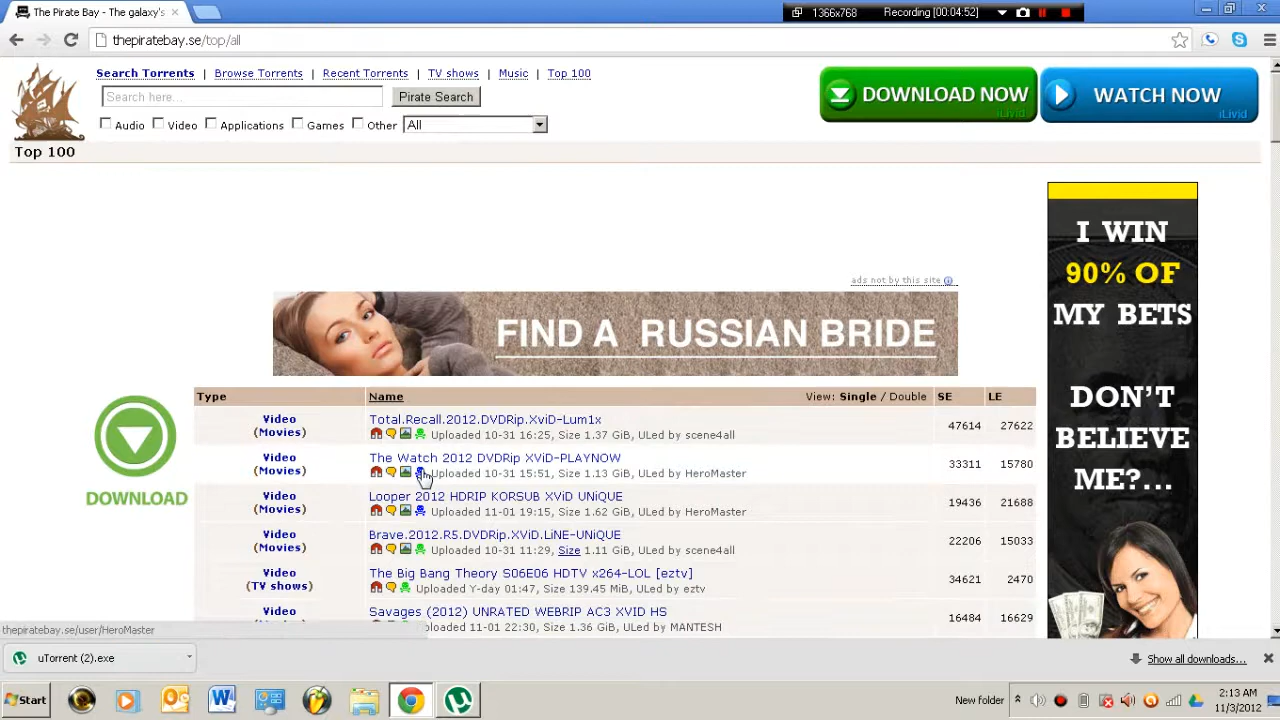 The Pirate Bay - The galaxy's ×
1366x768 Recording [00:04:52]
thepiratebay.se/top/all
Search Torrents | Browse Torrents | Recent Torrents | TV shows | Music | Top 100
Search here... Pirate Search
Audio Video Applications Games Other All
DOWNLOAD NOW
iLivid
WATCH NOW
iLivid
Top 100
ads not by this site
FIND A RUSSIAN BRIDE
I WIN
90% OF
MY BETS
DON'T
BELIEVE
ME?...
DOWNLOAD
Type Name View: Single / Double SE LE
Video
(Movies)
Total.Recall.2012.DVDRip.XviD-Lum1x
Uploaded 10-31 16:25, Size 1.37 GiB, ULed by scene4all
47614 27622
Video
(Movies)
The Watch 2012 DVDRip XviD-PLAYNOW
Uploaded 10-31 15:51, Size 1.13 GiB, ULed by HeroMaster
33311 15780
Video
(Movies)
Looper 2012 HDRIP KORSUB XViD UNiQUE
Uploaded 11-01 19:15, Size 1.62 GiB, ULed by HeroMaster
19436 21688
Video
(Movies)
Brave.2012.R5.DVDRip.XViD.LiNE-UNiQUE
Uploaded 10-31 11:29, Size 1.11 GiB, ULed by scene4all
22206 15033
Video
(TV shows)
The Big Bang Theory S06E06 HDTV x264-LOL [eztv]
Uploaded Y-day 01:47, Size 139.45 MiB, ULed by eztv
34621 2470
Video
Savages (2012) UNRATED WEBRIP AC3 XVID HS
ploaded 11-01 22:30, Size 1.36 GiB, ULed by MANTESH
16484 16629
thepiratebay.se/user/HeroMaster
uTorrent (2).exe
Show all downloads...
Start
New folder
2:13 AM
11/3/2012